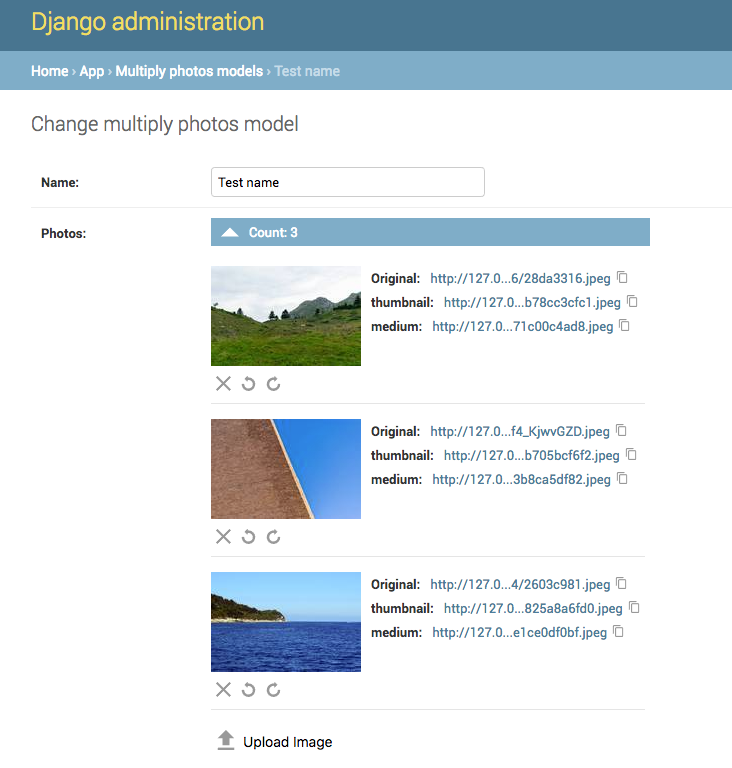 Django administration
Home › App › Multiply photos models › Test name
Change multiply photos model
Name: Test name
Photos: Count: 3
Original: http://127.0...6/28da3316.jpeg
thumbnail: http://127.0...b78cc3cfc1.jpeg
medium: http://127.0...71c00c4ad8.jpeg
Original: http://127.0...f4_KjwvGZD.jpeg
thumbnail: http://127.0...b705bcf6f2.jpeg
medium: http://127.0...3b8ca5df82.jpeg
Original: http://127.0...4/2603c981.jpeg
thumbnail: http://127.0...825a8a6fd0.jpeg
medium: http://127.0...e1ce0df0bf.jpeg
Upload Image